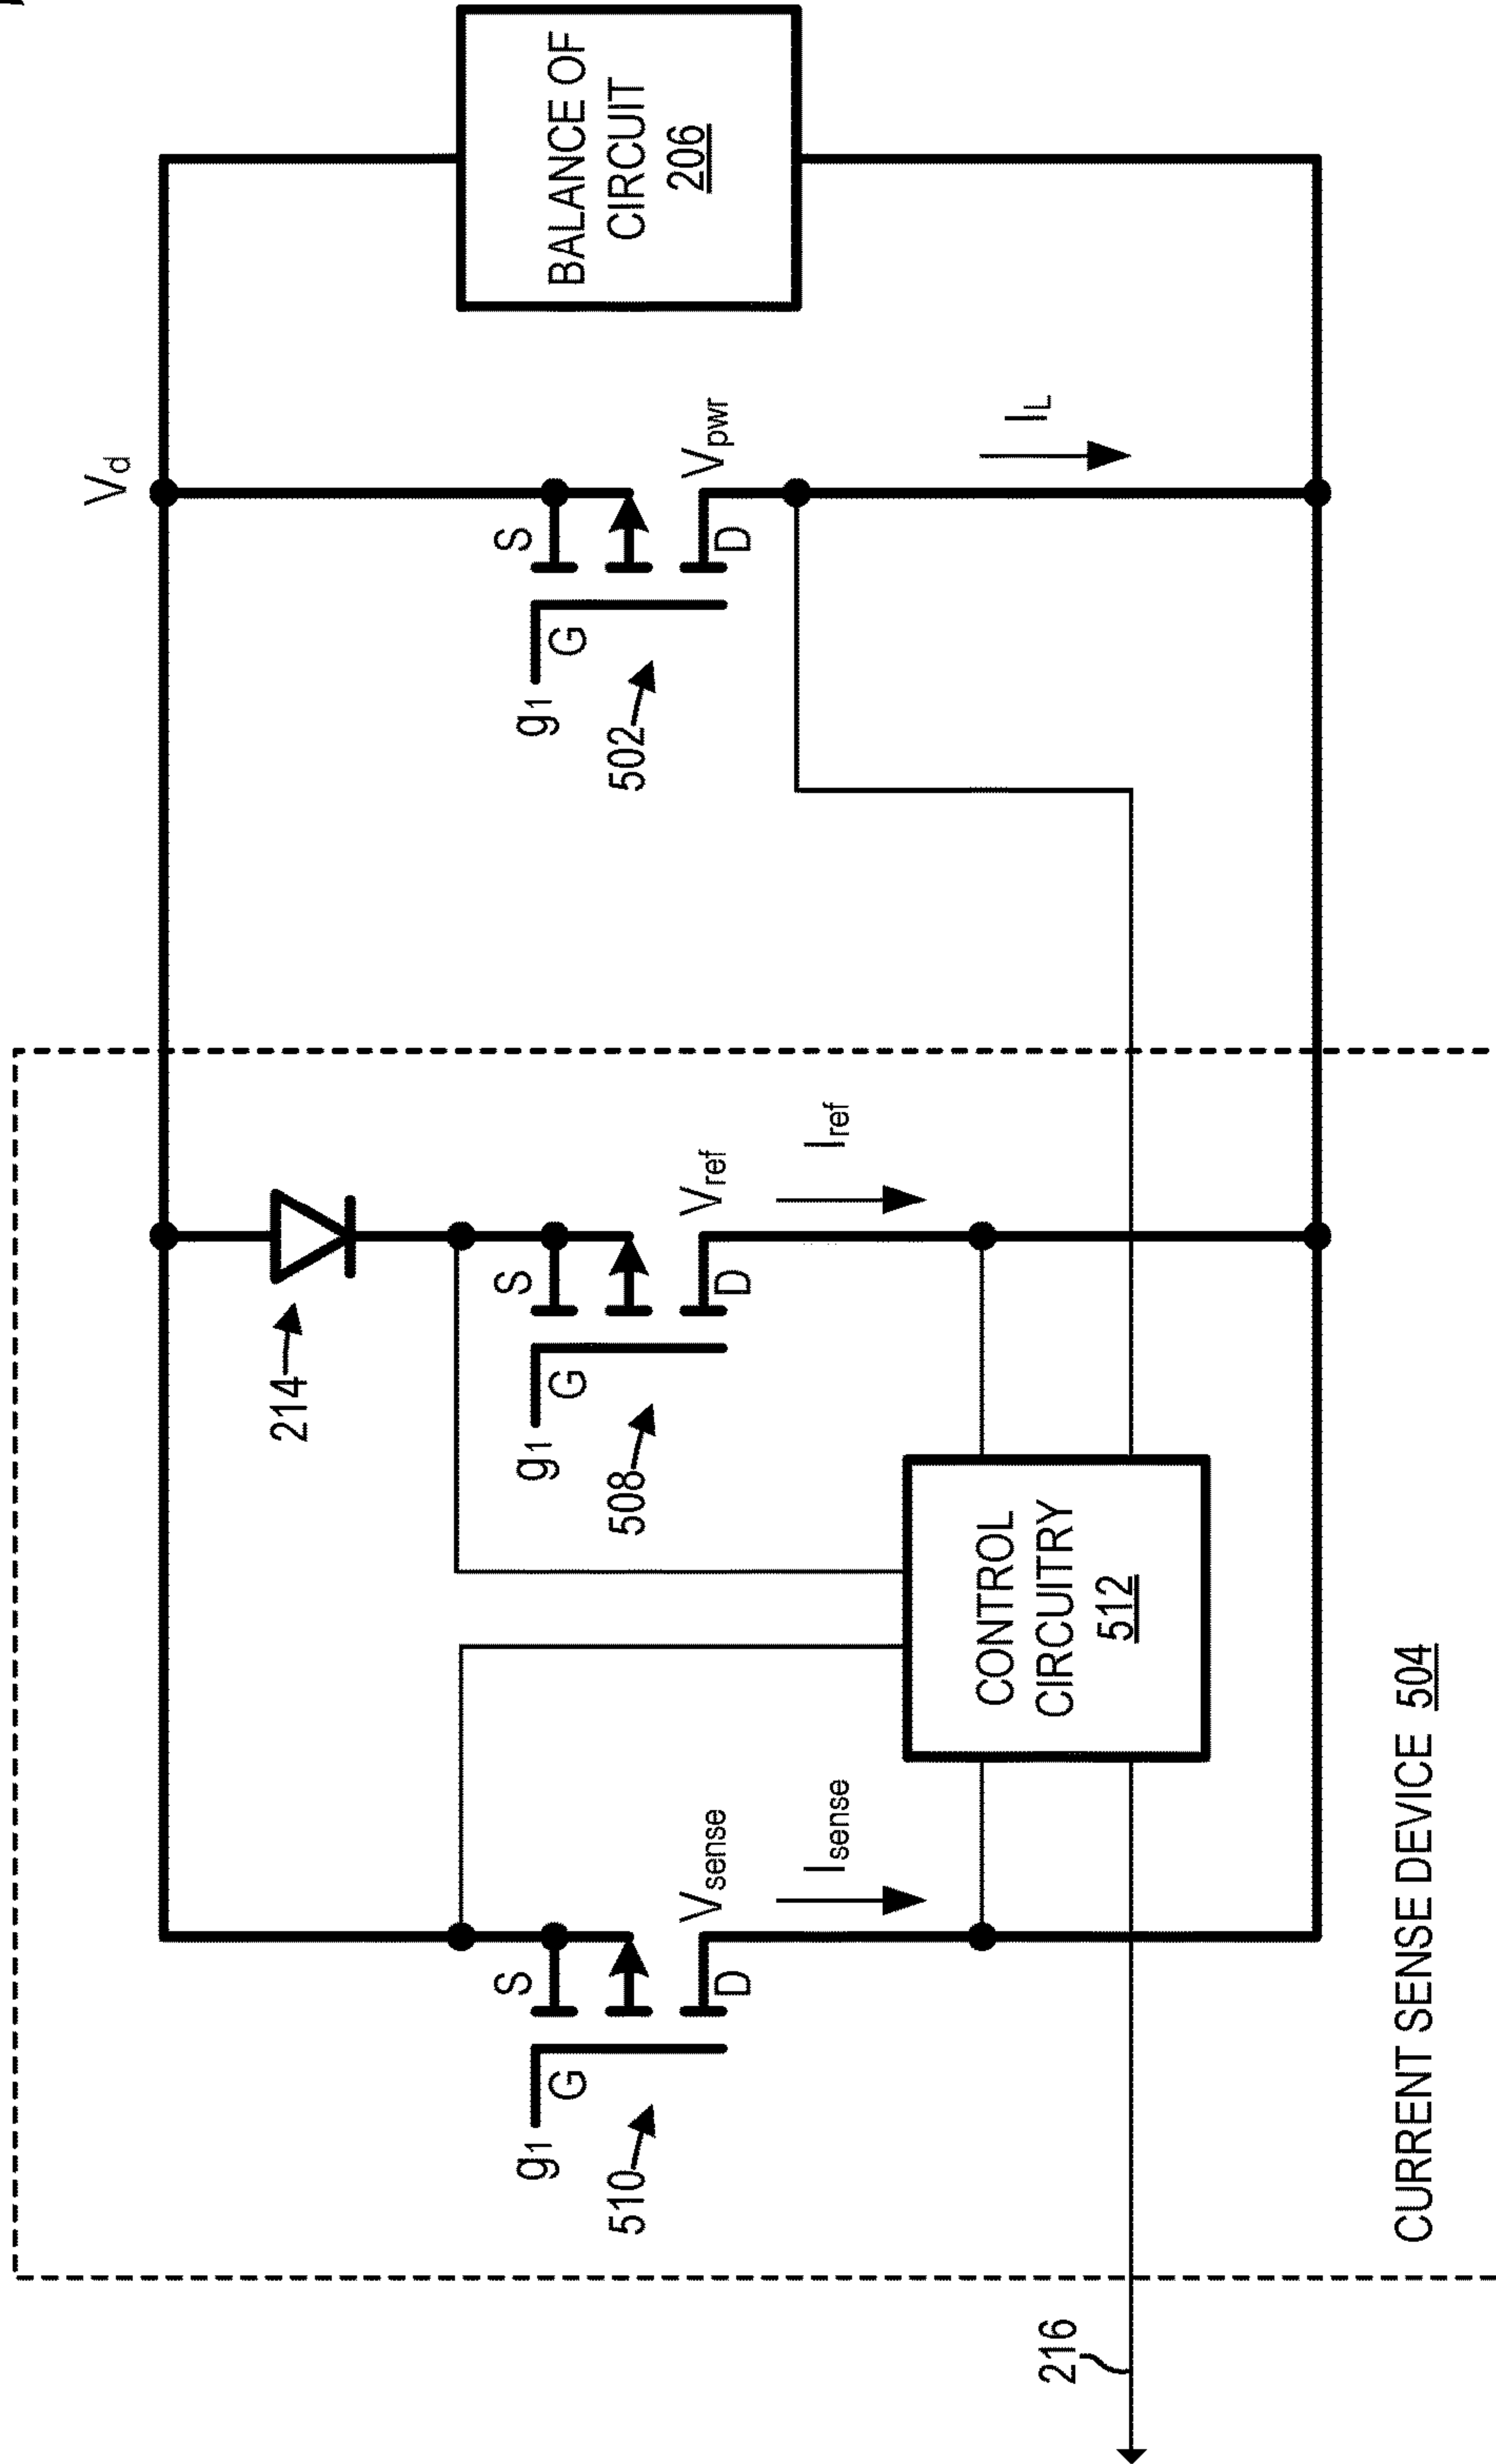 Vd
BALANCE OF
CIRCUIT
206
214
S
G
D
g1
510
Vsense
Isense
S
G
D
g1
508
Vref
Iref
S
G
D
g1
502
Vpwr
IL
CONTROL
CIRCUITRY
512
216
CURRENT SENSE DEVICE 504